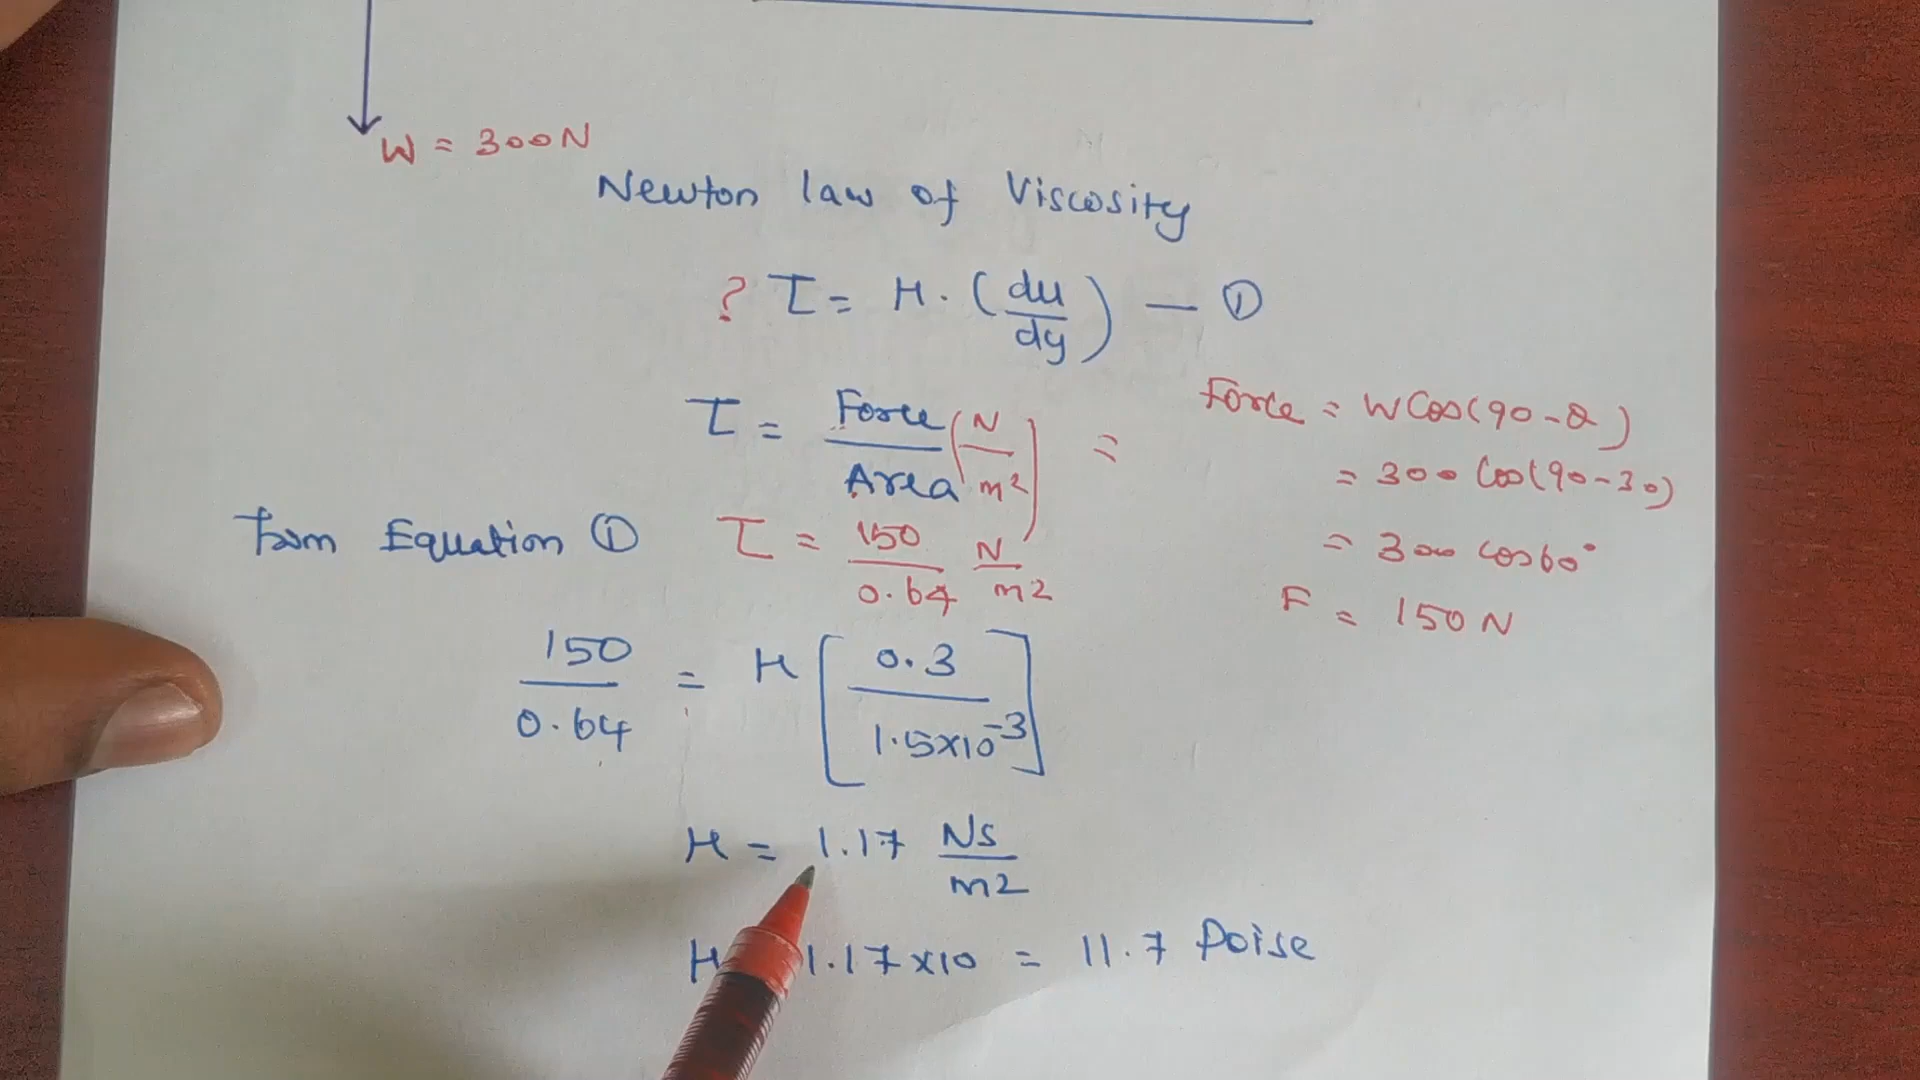 W = 300N
Newton law of Viscosity
? τ = μ . (du/dy) — ①
τ = Force/Area (N/m2) =
Force = W Cos(90-θ)
= 300 Cos(90-30)
From Equation ① τ = 150/0.64 N/m2
= 300 cos60°
F = 150N
150/0.64 = μ [0.3/1.5×10-3]
μ = 1.17 Ns/m2
μ 1.17×10 = 11.7 Poise